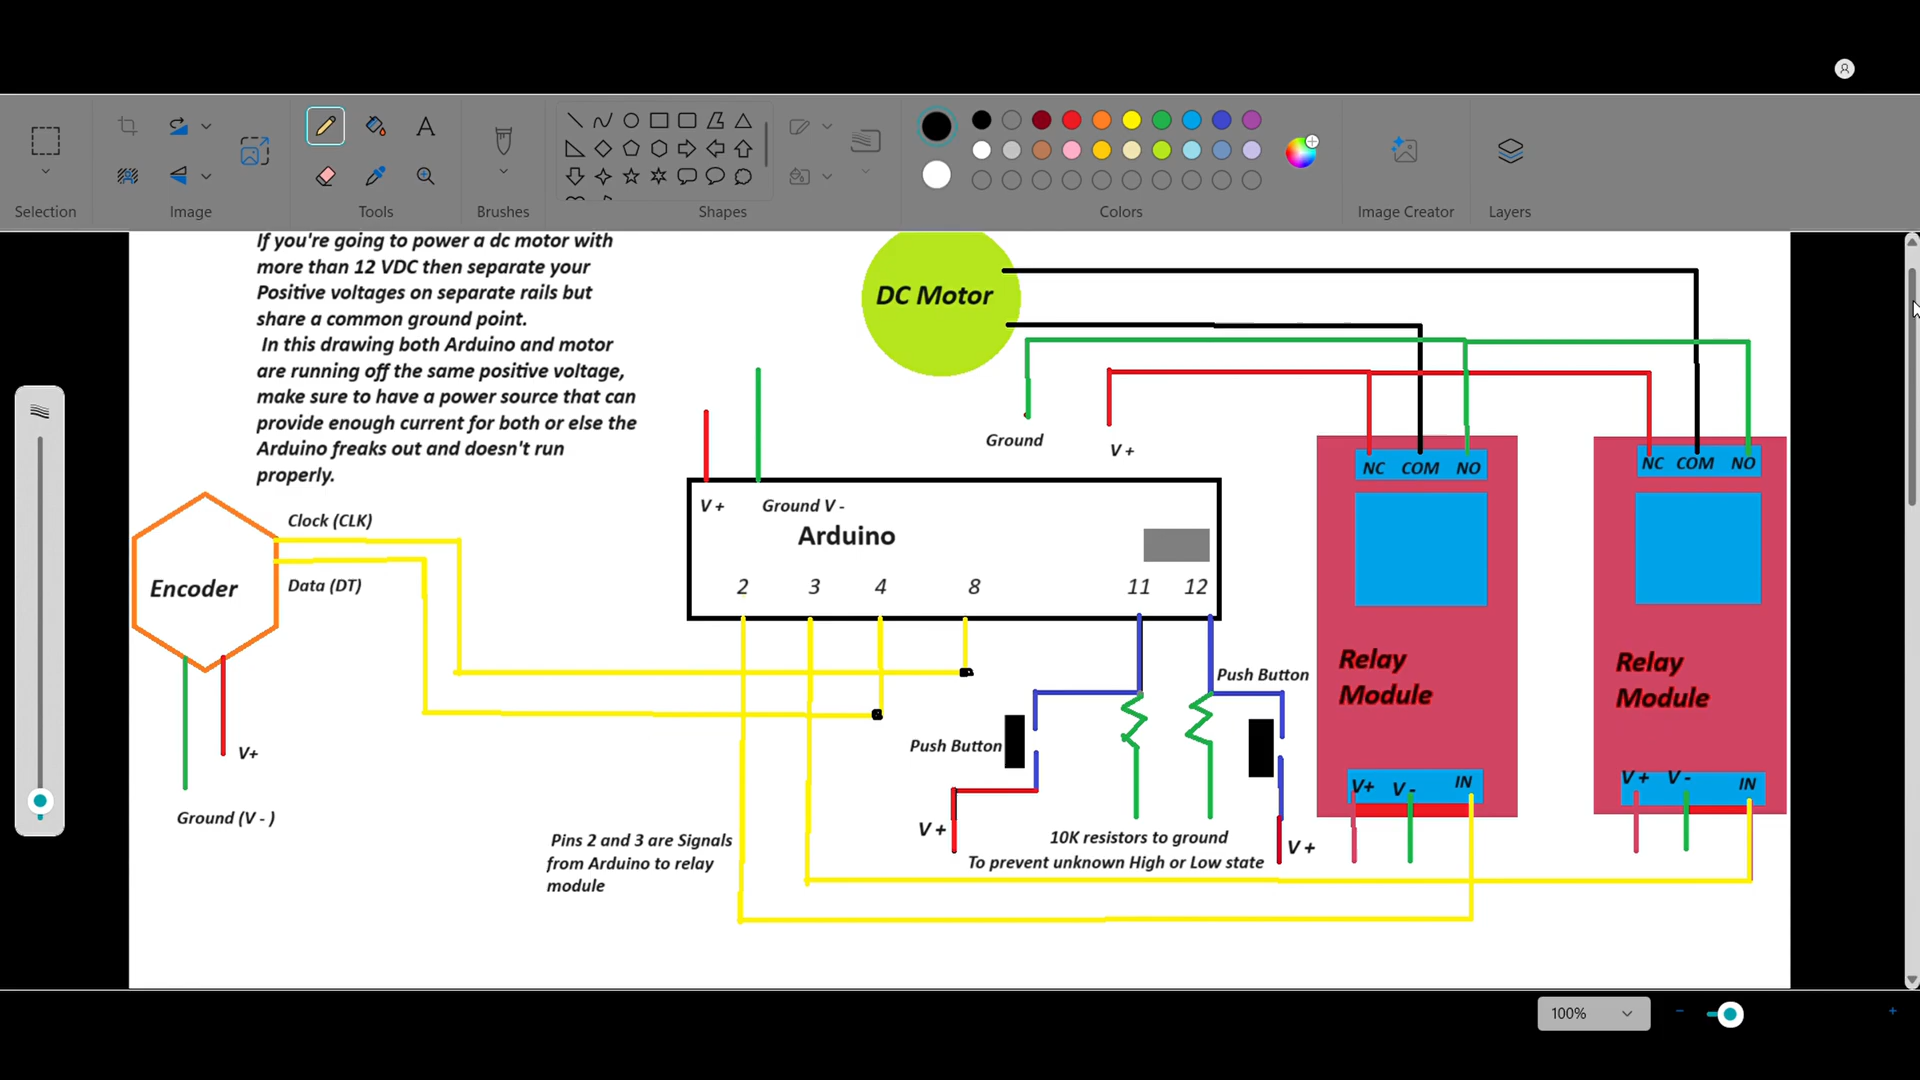 Selection
Image
Tools
Brushes
Shapes
Colors
Image Creator
Layers
If you're going to power a dc motor with
more than 12 VDC then separate your
Positive voltages on separate rails but
share a common ground point.
In this drawing both Arduino and motor
are running off the same positive voltage,
make sure to have a power source that can
provide enough current for both or else the
Arduino freaks out and doesn't run
properly.
DC Motor
Ground
V +
NC COM NO
NC COM NO
V + Ground V -
Arduino
2 3 4 8 11 12
Clock (CLK)
Encoder
Data (DT)
V+
Ground (V - )
Push Button
Push Button
Relay
Module
Relay
Module
V+ V - IN
V + V - IN
V +
V +
10K resistors to ground
To prevent unknown High or Low state
Pins 2 and 3 are Signals
from Arduino to relay
module
100%